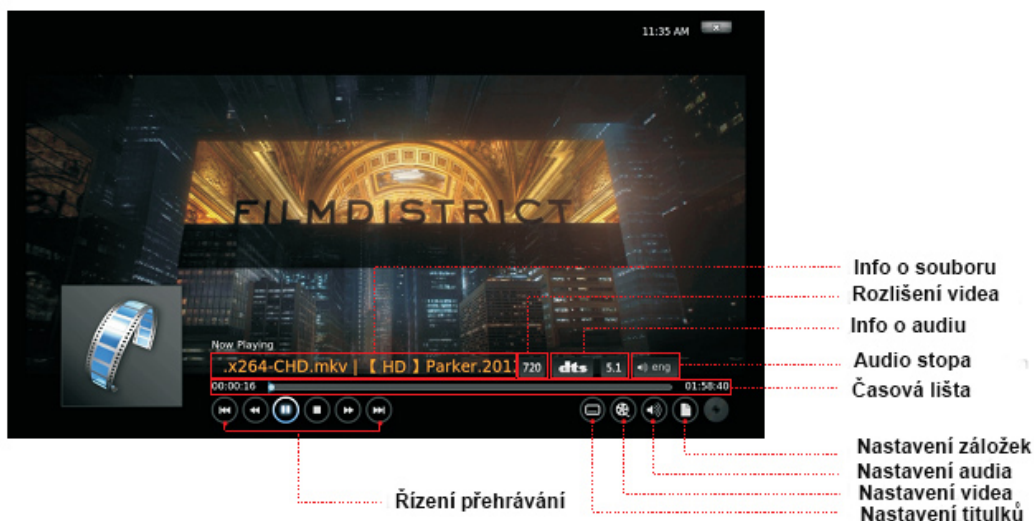 11:35 AM
FILMDISTRICT
Info o souboru
Rozlišení videa
Info o audiu
Now Playing
.x264-CHD.mkv | 【 HD 】 Parker.201
720
dts
5.1
eng
Audio stopa
00:00:16
01:58:40
Časová lišta
Nastavení záložek
Nastavení audia
Nastavení videa
Nastavení titulků
Řízení přehrávání